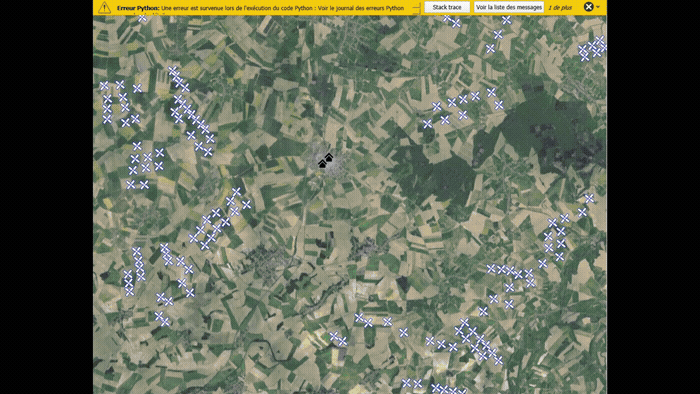 Erreur Python: Une erreur est survenue lors de l'exécution du code Python : Voir le journal des erreurs Python
Stack trace
Voir la liste des messages
1 de plus